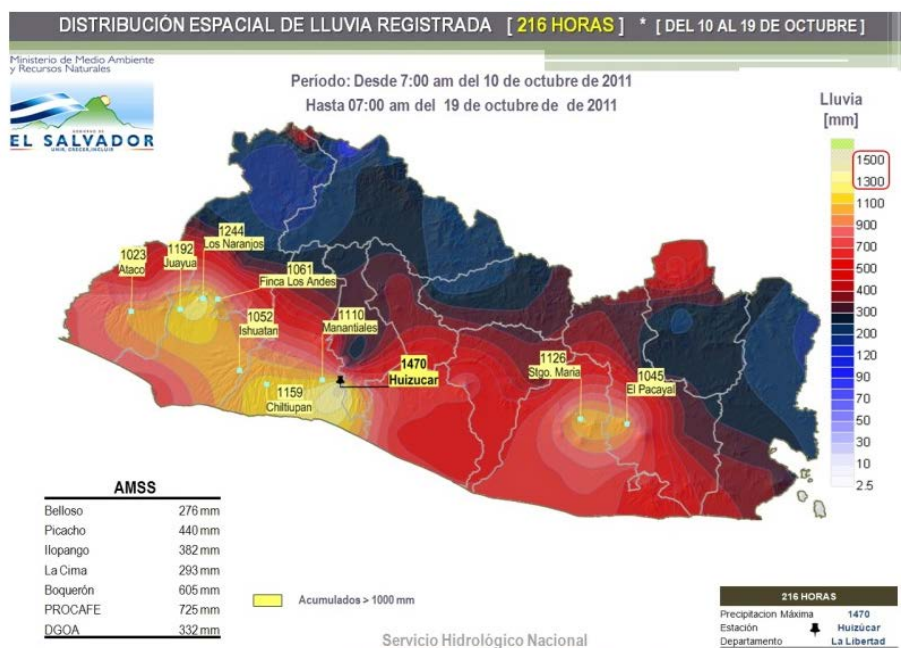 DISTRIBUCIÓN ESPACIAL DE LLUVIA REGISTRADA [ 216 HORAS ] * [ DEL 10 AL 19 DE OCTUBRE ]
Ministerio de Medio Ambiente
y Recursos Naturales
GOBIERNO DE
EL SALVADOR
UNIR, CRECER, INCLUIR
Período: Desde 7:00 am del 10 de octubre de 2011
Hasta 07:00 am del 19 de octubre de de 2011
Lluvia
[mm]
1500
1300
1100
900
700
500
400
300
200
120
90
70
50
30
10
2.5
1023
Ataco
1192
Juayua
1244
Los Naranjos
1061
Finca Los Andes
1052
Ishuatan
1110
Manantiales
1159
Chiltiupan
1470
Huizucar
1126
Stgo. Maria
1045
El Pacayal
AMSS
Belloso 276 mm
Picacho 440 mm
Ilopango 382 mm
La Cima 293 mm
Boquerón 605 mm
PROCAFE 725 mm
DGOA 332 mm
Acumulados > 1000 mm
Servicio Hidrológico Nacional
216 HORAS
Precipitacion Máxima 1470
Estación Huizúcar
Departamento La Libertad